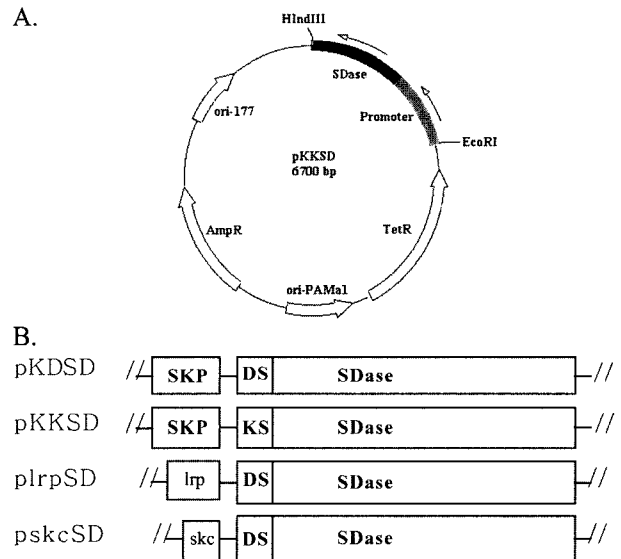 A.
HIndIII
SDase
ori-177
Promoter
pKKSD
6700 bp
EcoRI
AmpR
TetR
ori-PAMal
B.
pKDSD // SKP DS SDase //
pKKSD // SKP KS SDase //
plrpSD // lrp DS SDase //
pskcSD // skc DS SDase //